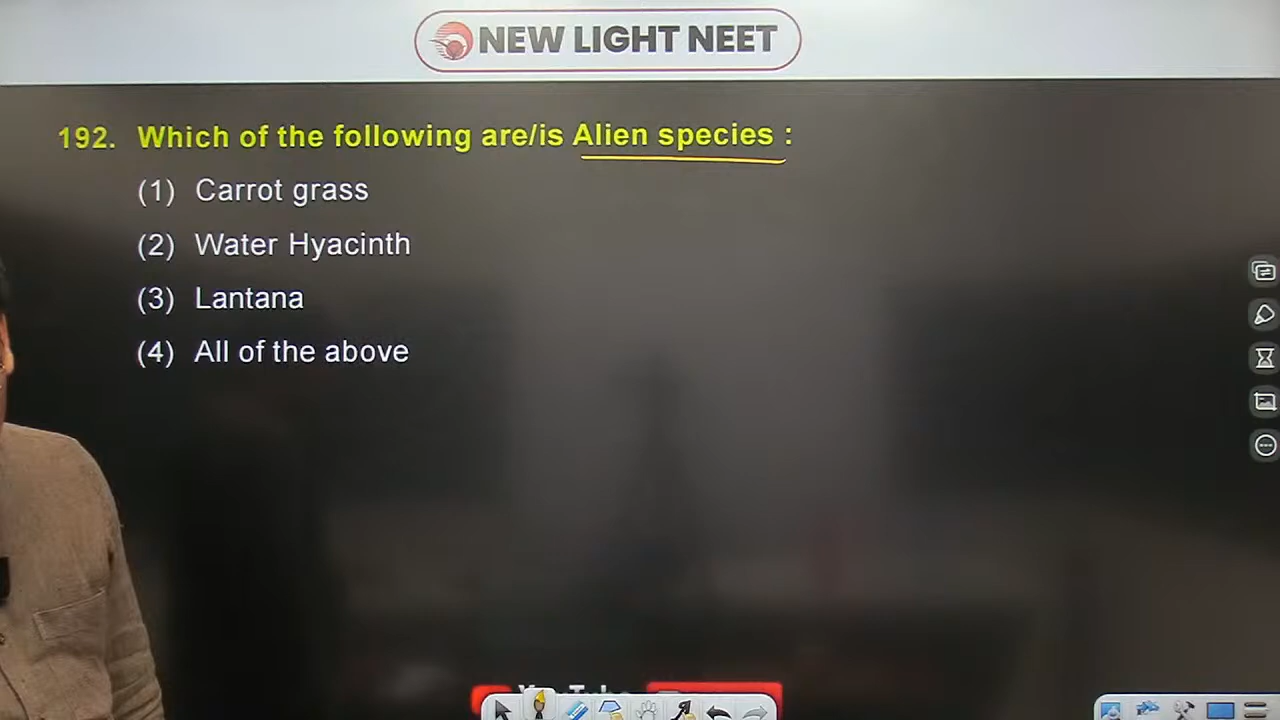 NEW LIGHT NEET
192. Which of the following are/is Alien species :
(1) Carrot grass
(2) Water Hyacinth
(3) Lantana
(4) All of the above
YouTube